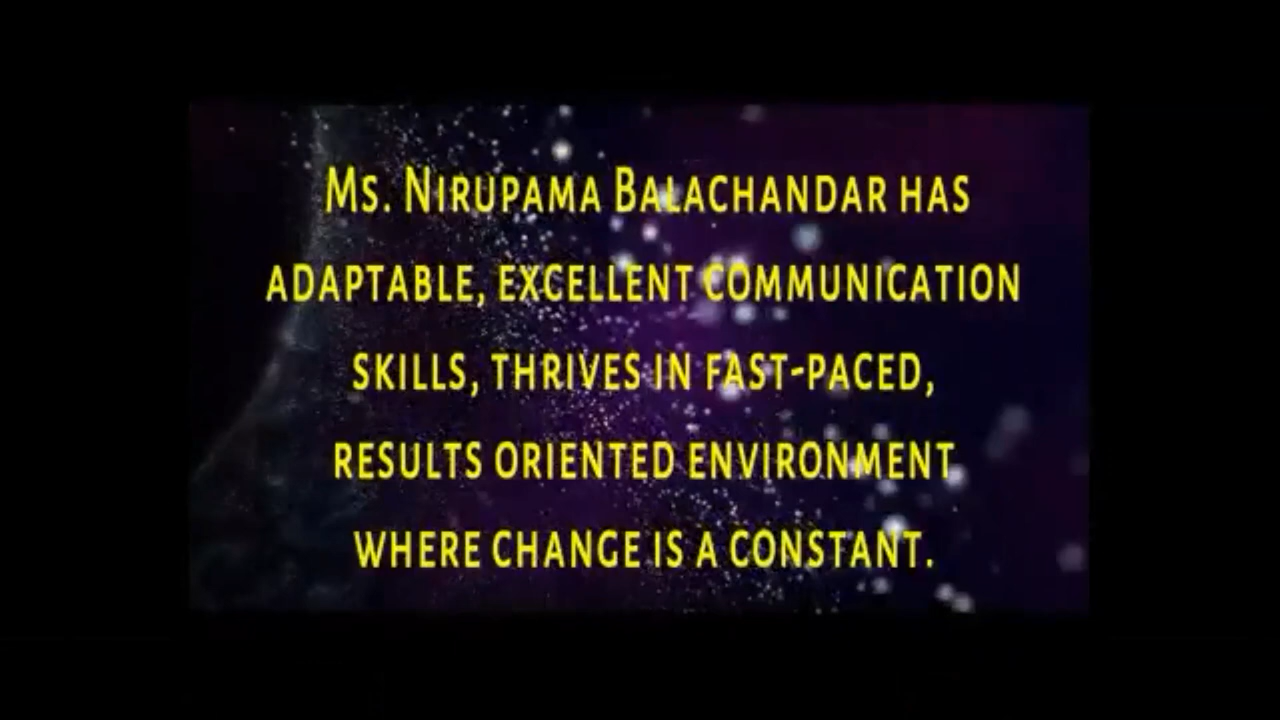 Ms. Nirupama Balachandar has
adaptable, excellent communication
skills, thrives in fast-paced,
results oriented environment
where change is a constant.